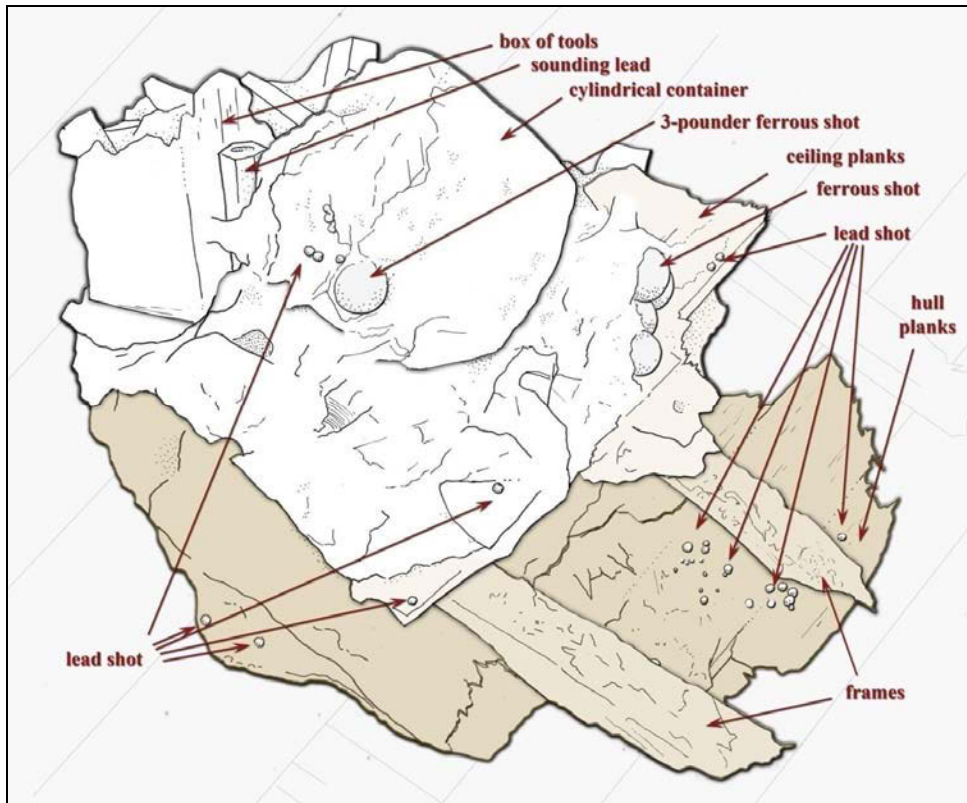 box of tools
sounding lead
cylindrical container
3-pounder ferrous shot
ceiling planks
ferrous shot
lead shot
hull
planks
lead shot
frames